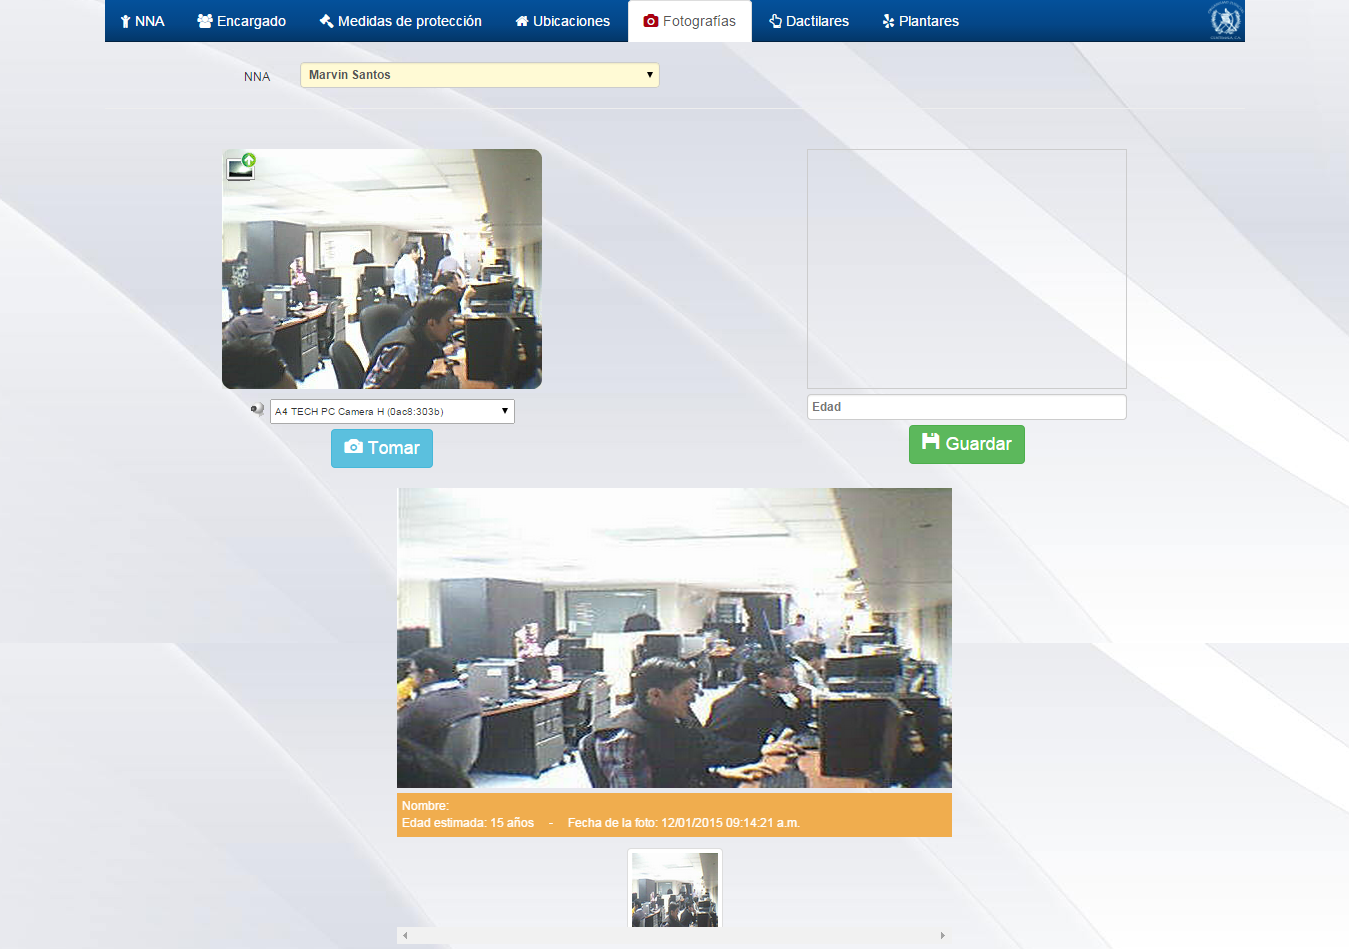 NNA Encargado Medidas de protección Ubicaciones Fotografías Dactilares Plantares
NNA Marvin Santos
A4 TECH PC Camera H (0ac8:303b)
Edad
Tomar
Guardar
Nombre:
Edad estimada: 15 años - Fecha de la foto: 12/01/2015 09:14:21 a.m.